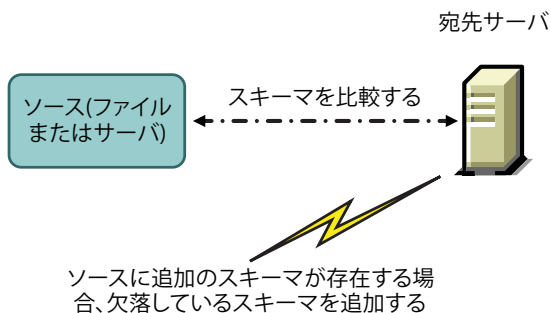 宛先サーバ
ソース(ファイル
またはサーバ)
スキーマを比較する
ソースに追加のスキーマが存在する場
合、欠落しているスキーマを追加する